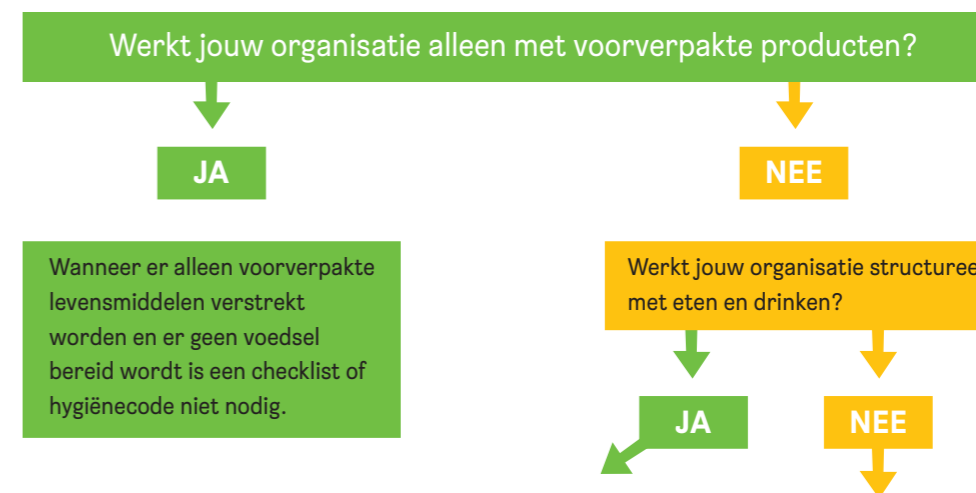 Werkt jouw organisatie alleen met voorverpakte producten?
JA
NEE
Wanneer er alleen voorverpakte
levensmiddelen verstrekt
worden en er geen voedsel
bereid wordt is een checklist of
hygiënecode niet nodig.
Werkt jouw organisatie
met eten en drinken?
JA
NEE